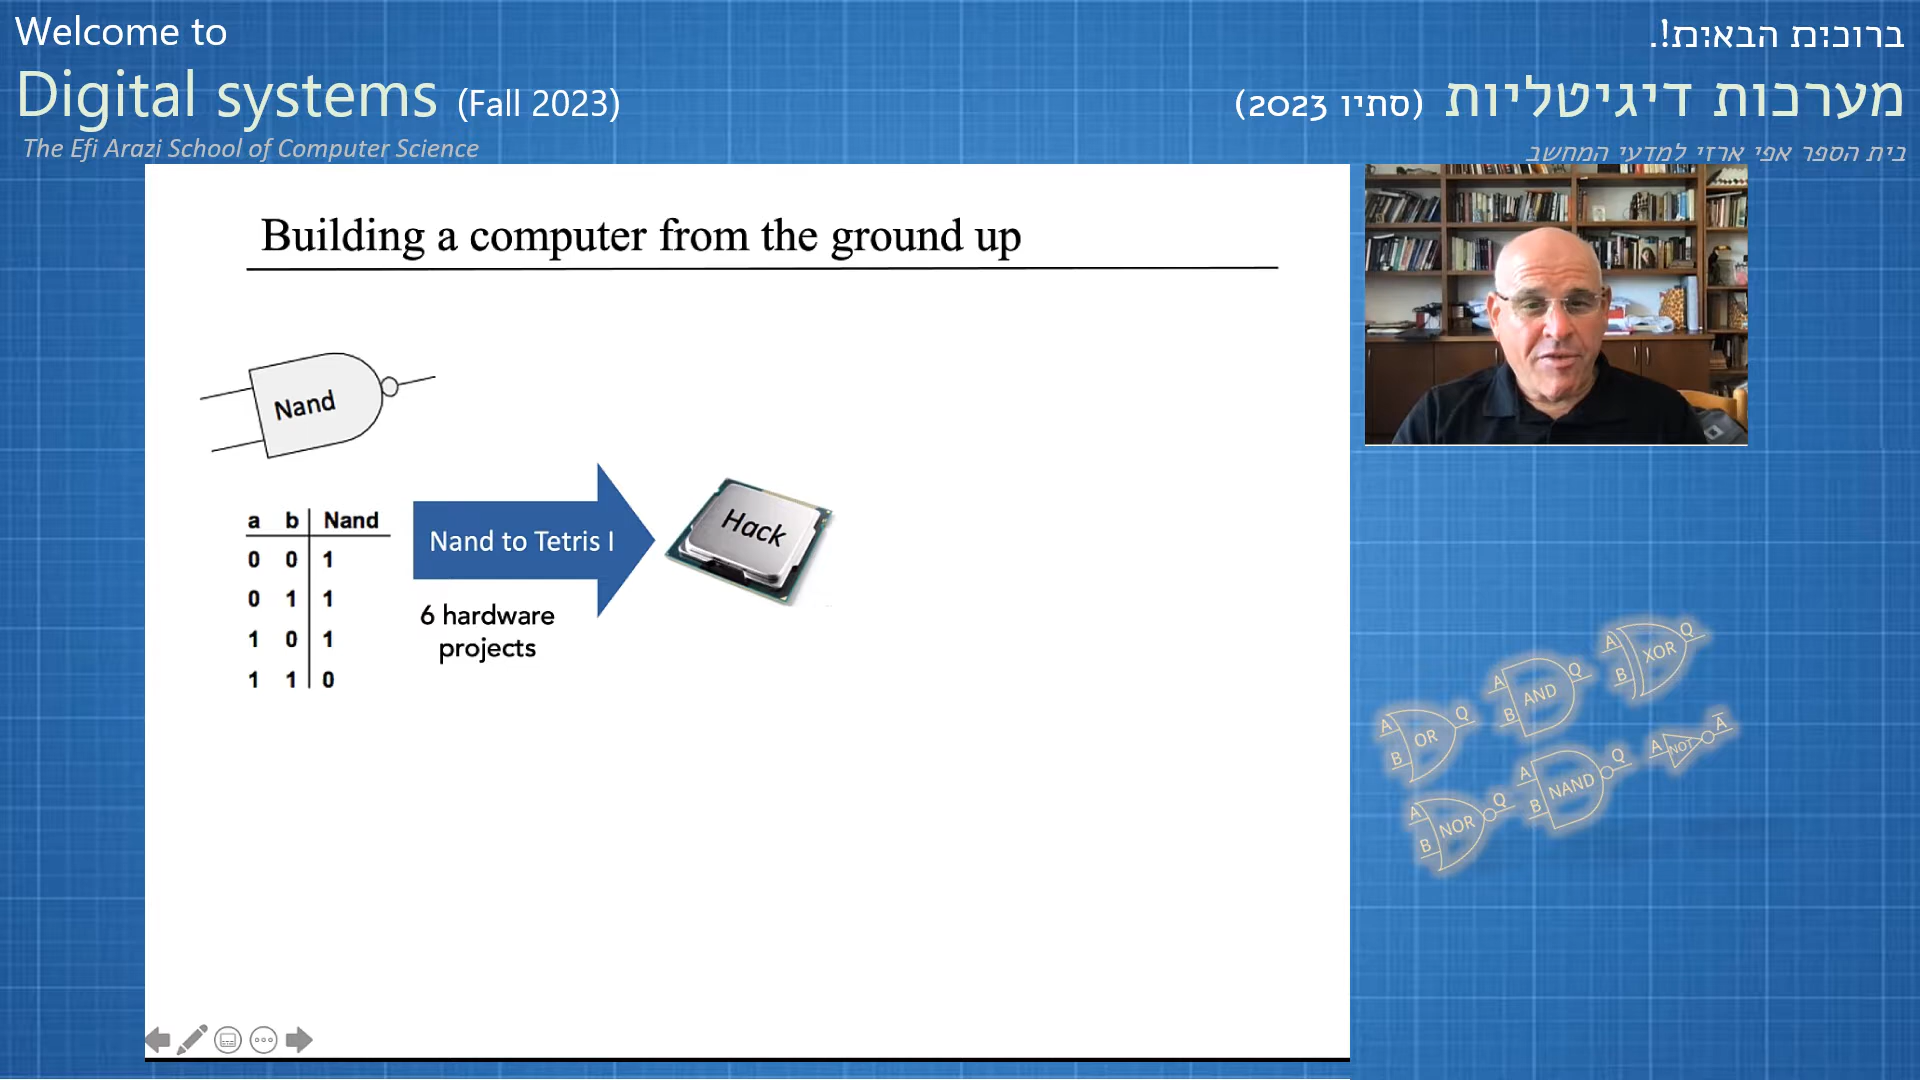 Welcome to
Digital systems (Fall 2023)
The Efi Arazi School of Computer Science
ברוכים הבאים!.
מערכות דיגיטליות (סתיו 2023)
בית הספר אפי ארזי למדעי המחשב
Building a computer from the ground up
Nand
a b Nand
0 0 1
0 1 1
1 0 1
1 1 0
Nand to Tetris I
6 hardware
projects
Hack
A B OR Q
A B AND Q
A B XOR Q
A B NOR Q
A B NAND Q
A NOT A̅